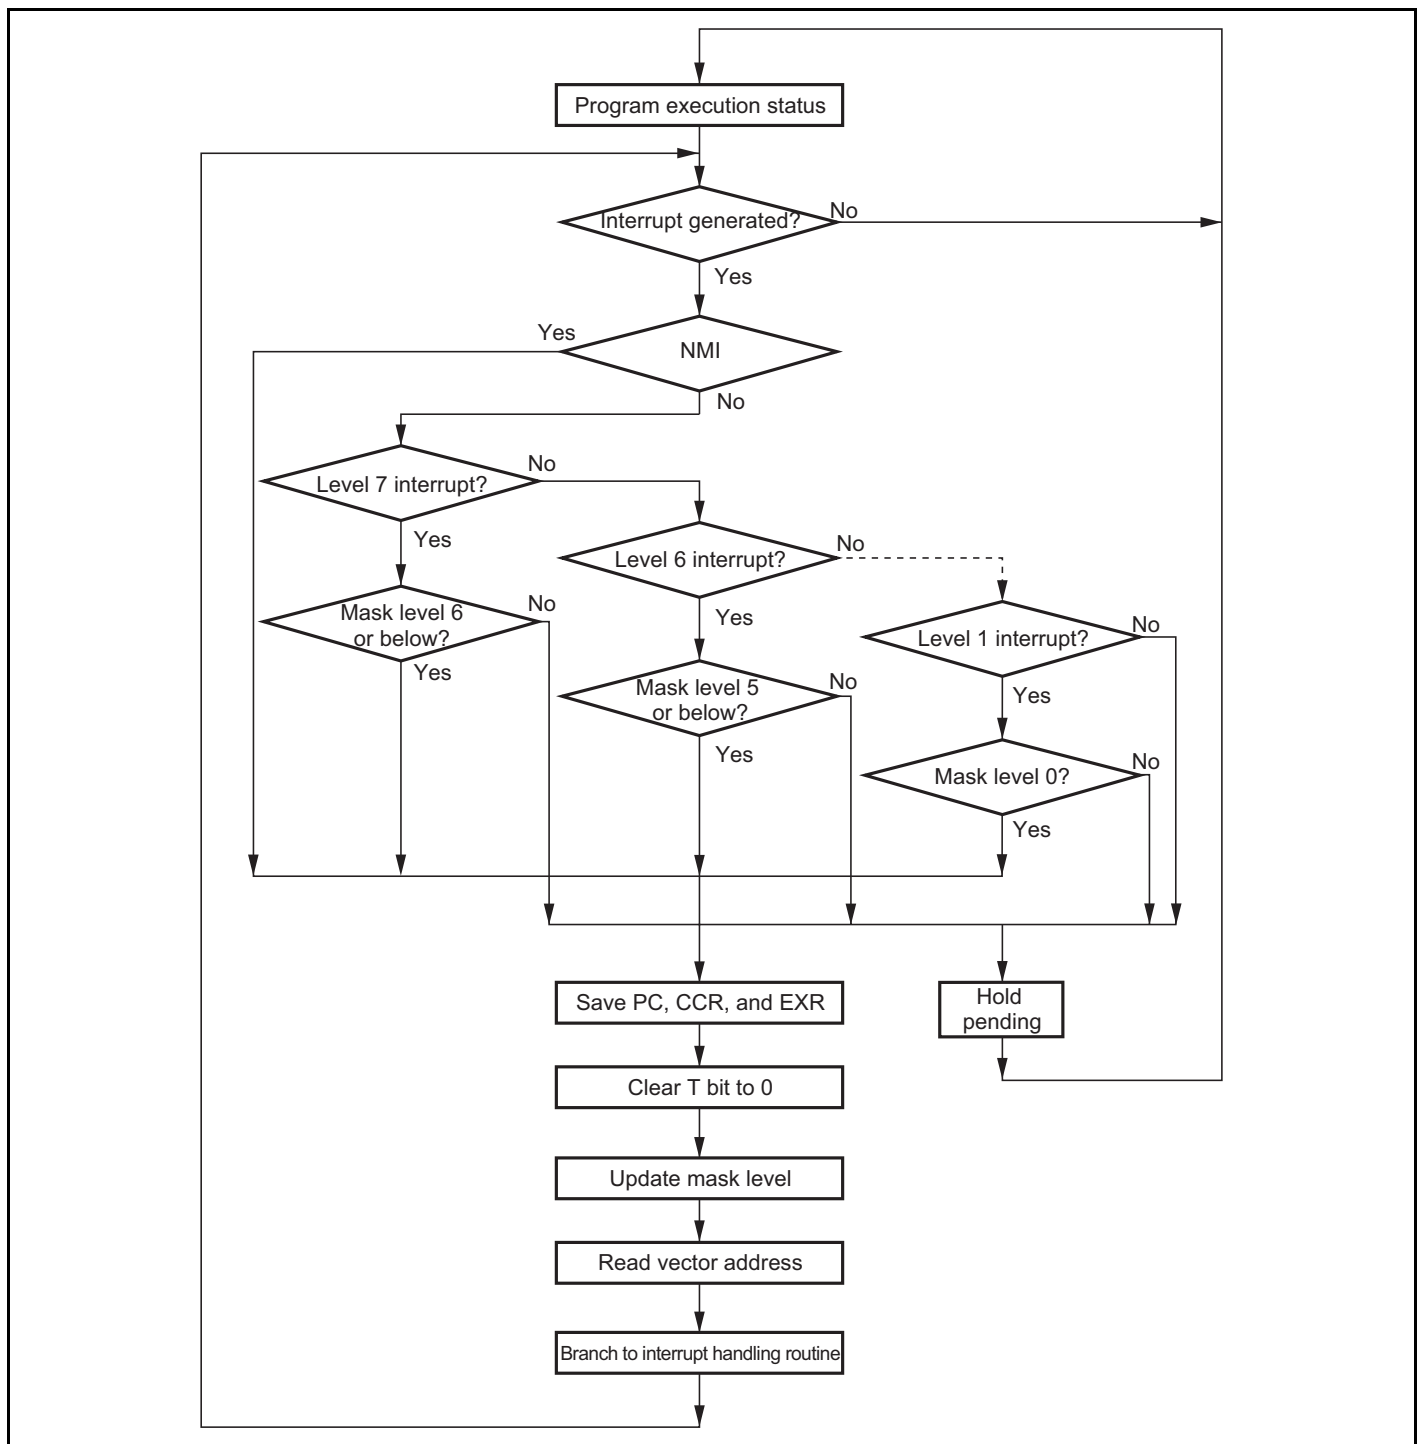 Program execution status
Interrupt generated?
No
Yes
Yes
NMI
No
Level 7 interrupt?
No
Yes
Level 6 interrupt?
No
Mask level 6
or below?
No
Yes
Yes
Level 1 interrupt?
No
Mask level 5
or below?
No
Yes
Yes
Mask level 0?
No
Yes
Save PC, CCR, and EXR
Hold
pending
Clear T bit to 0
Update mask level
Read vector address
Branch to interrupt handling routine